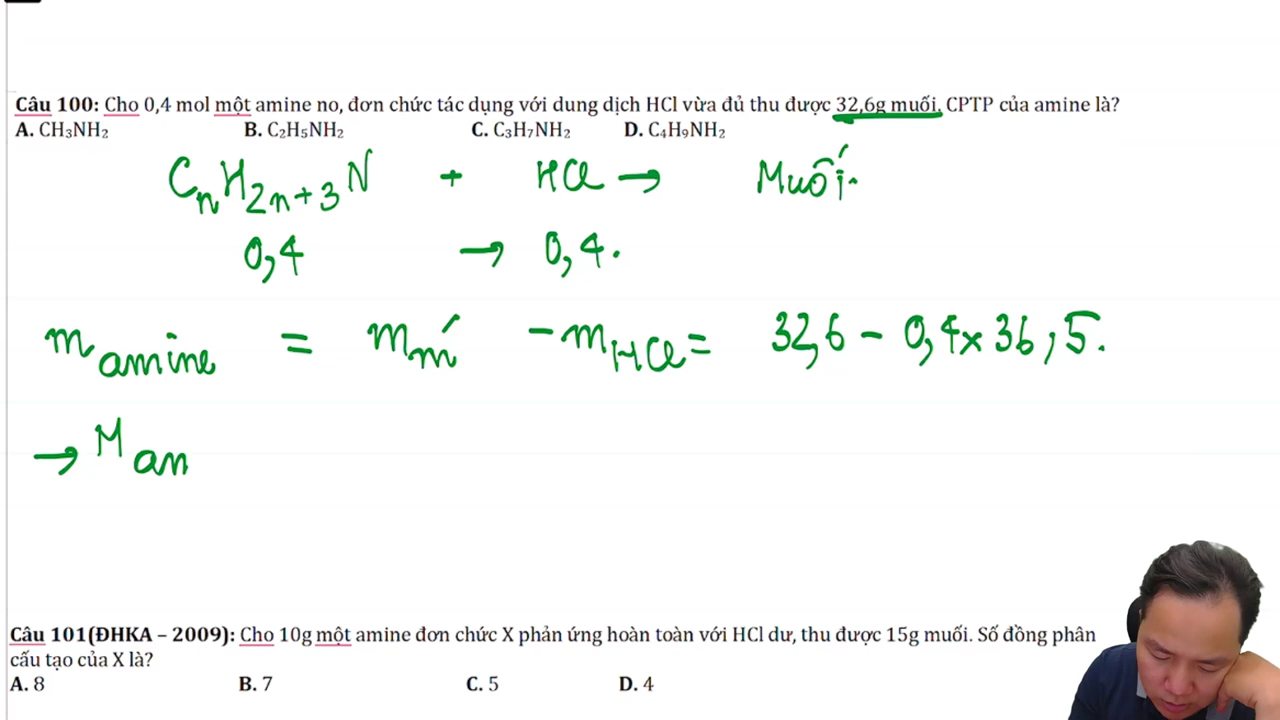 Câu 100: Cho 0,4 mol một amine no, đơn chức tác dụng với dung dịch HCl vừa đủ thu được 32,6g muối, CPTP của amine là?
A. CH₃NH₂ B. C₂H₅NH₂ C. C₃H₇NH₂ D. C₄H₉NH₂
CnH2n+3N + HCl → Muối.
0,4 → 0,4.
m amine = m m' - m HCl = 32,6 - 0,4 x 36,5.
→ M am
Câu 101(ĐHKA – 2009): Cho 10g một amine đơn chức X phản ứng hoàn toàn với HCl dư, thu được 15g muối. Số đồng phân
cấu tạo của X là?
A. 8 B. 7 C. 5 D. 4